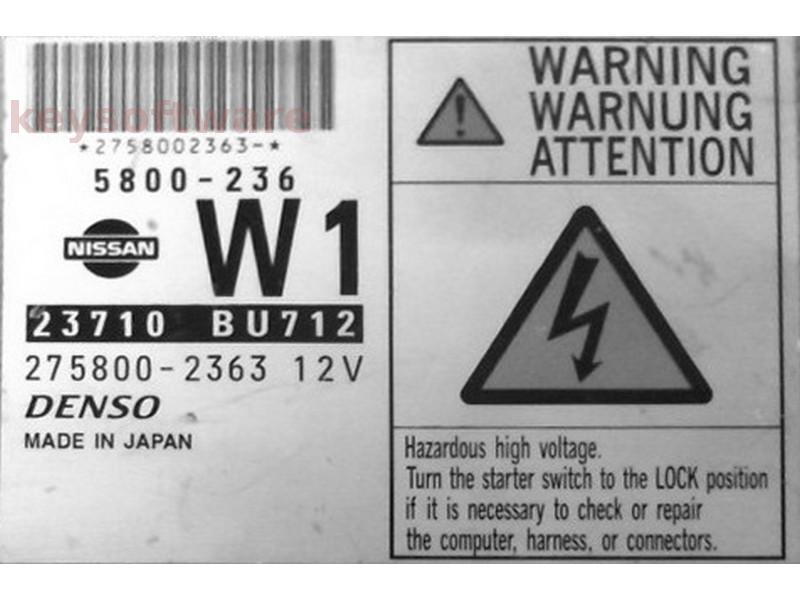 keysoftware
*2758002363-*
5800-236
NISSAN
W1
23710 BU712
275800-2363 12V
DENSO
MADE IN JAPAN
WARNING
WARNUNG
ATTENTION
Hazardous high voltage.
Turn the starter switch to the LOCK position
if it is necessary to check or repair
the computer, harness, or connectors.